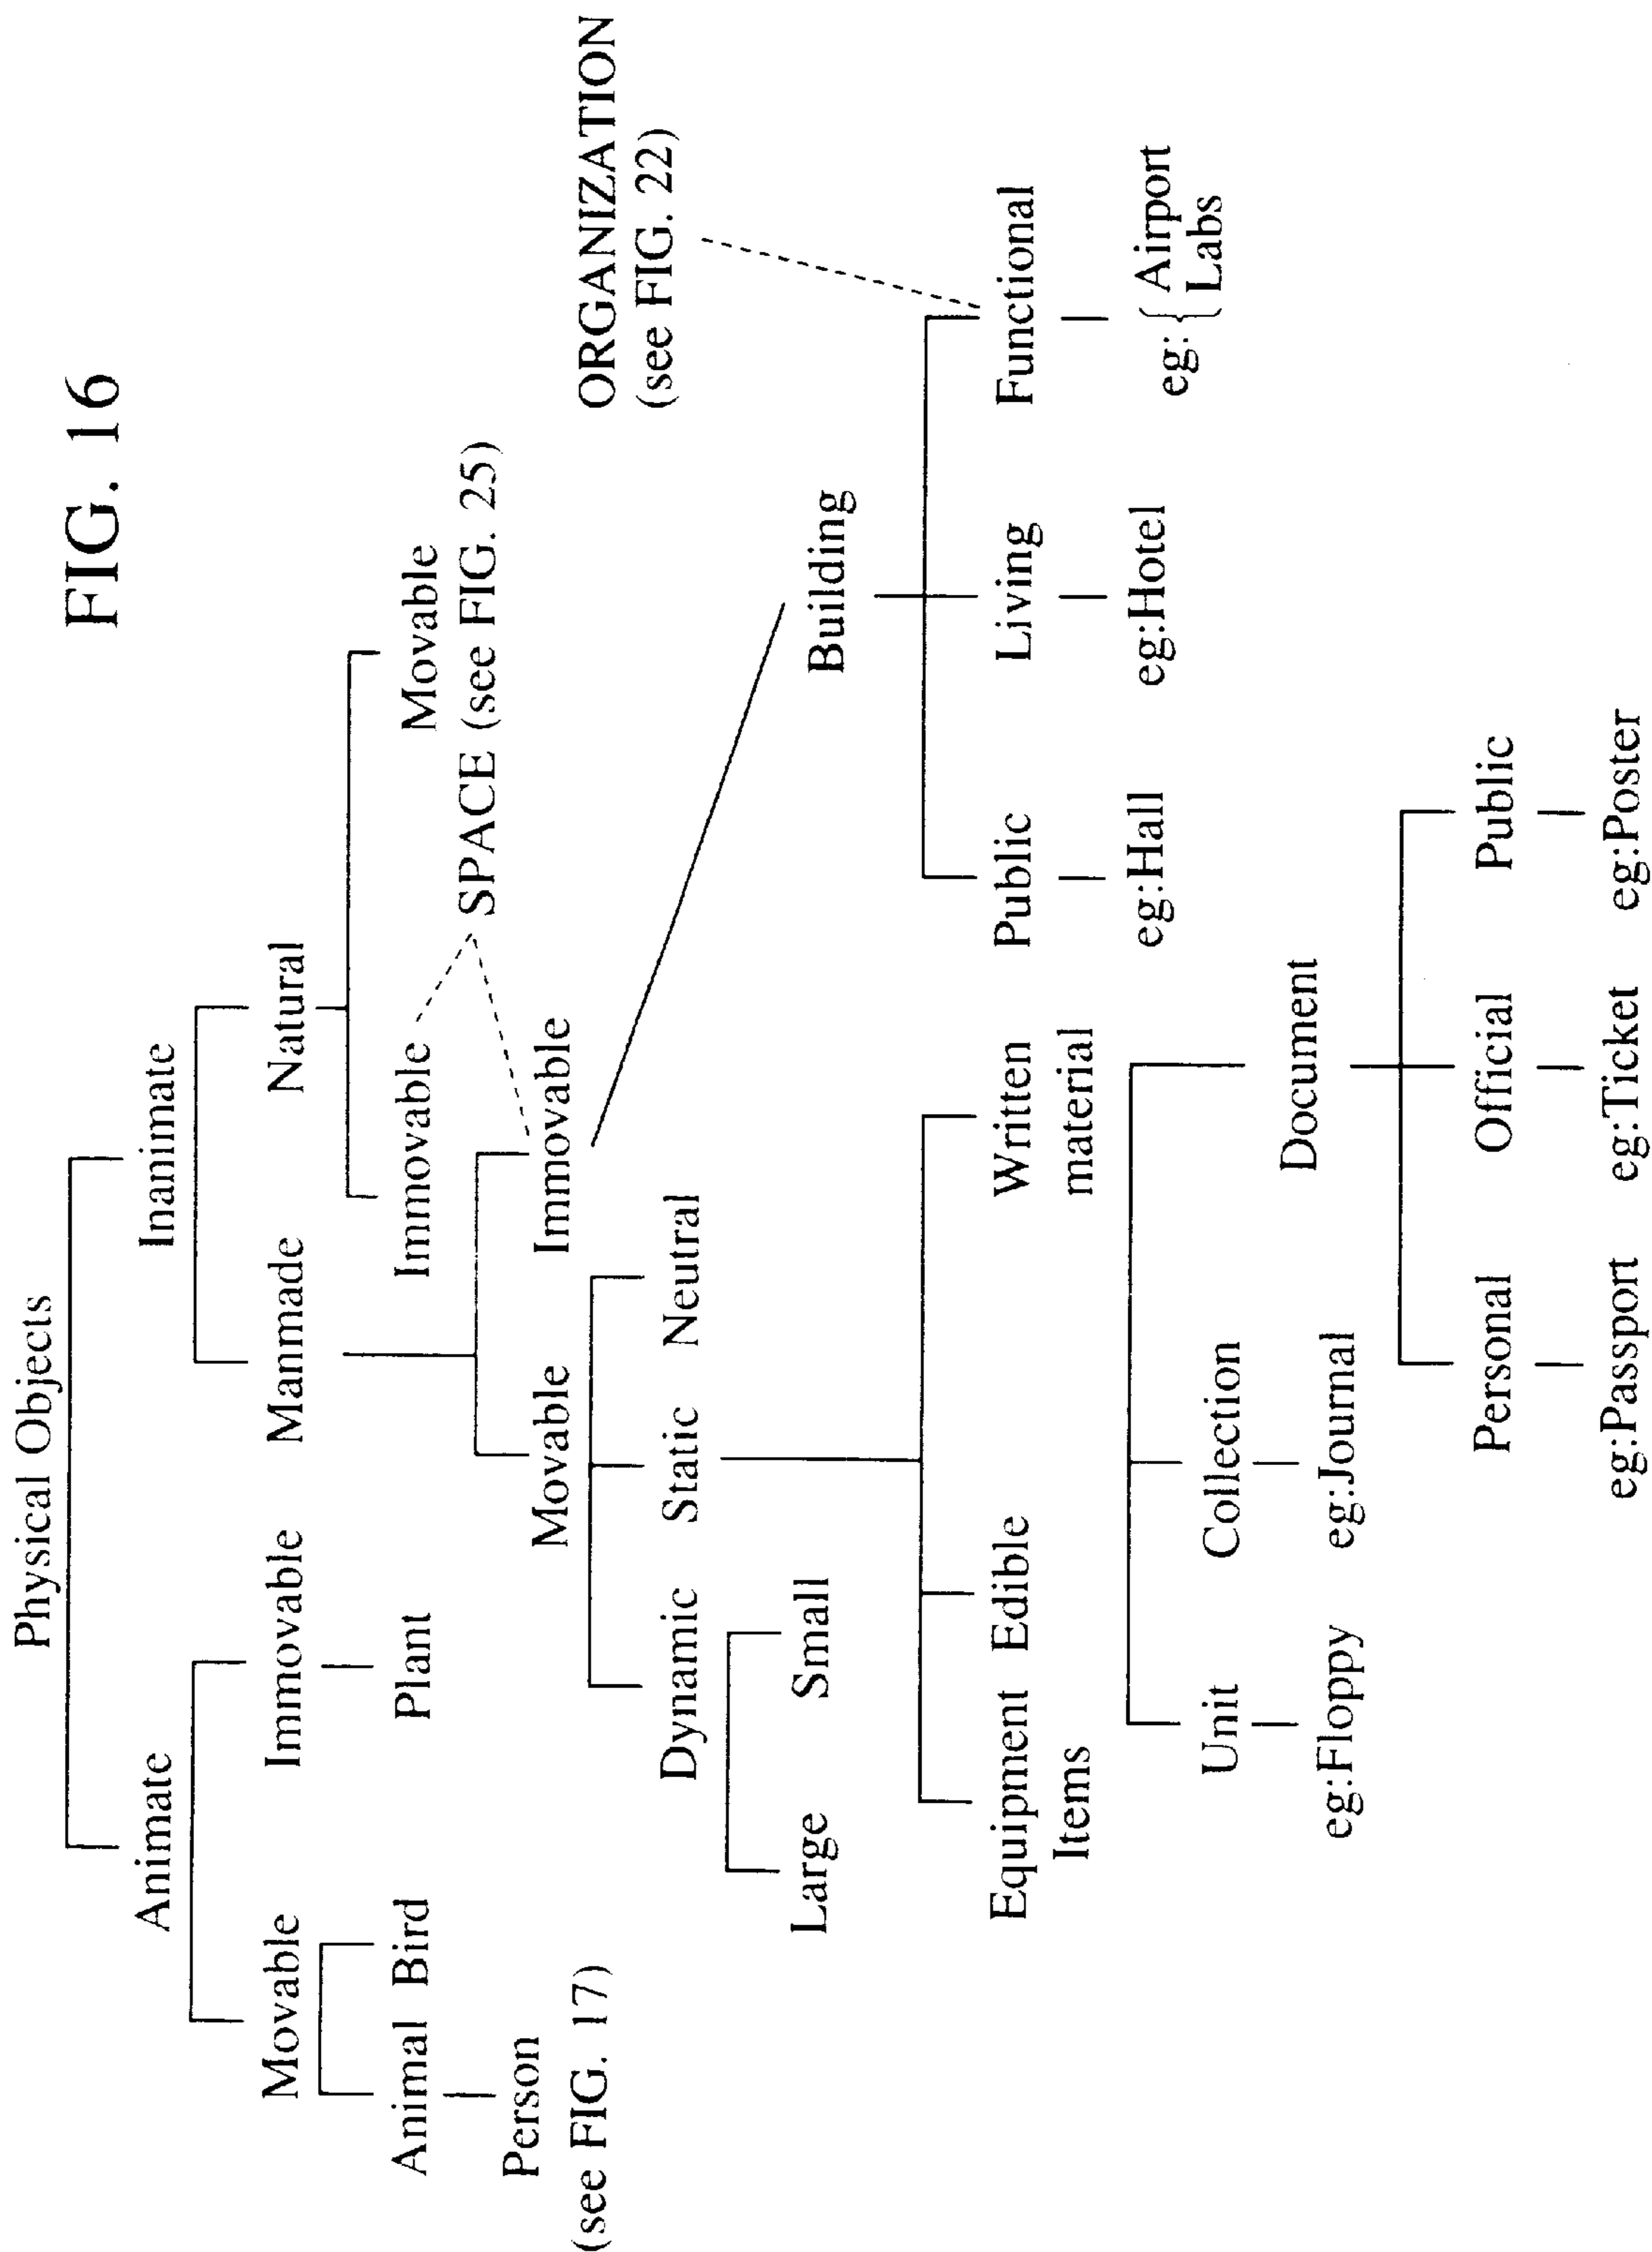 FIG. 16
Physical Objects
Animate
Inanimate
Movable
Immovable
Manmade
Natural
Animal
Bird
Plant
Immovable
Movable
SPACE (see FIG. 25)
Person
(see FIG. 17)
Movable
Immovable
ORGANIZATION
(see FIG. 22)
Dynamic
Static
Neutral
Large
Small
Building
Equipment
Items
Edible
Written
material
Public
Living
Functional
eg:Hall
eg:Hotel
eg:{ Airport
Labs
Unit
Collection
Document
eg:Floppy
eg:Journal
Personal
Official
Public
eg:Passport
eg:Ticket
eg:Poster